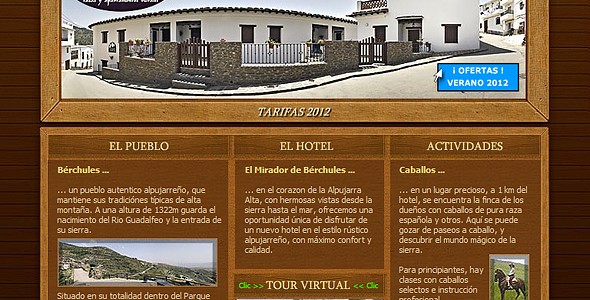 casa y apartamento rural
¡ OFERTAS !
VERANO 2012
TARIFAS 2012
EL PUEBLO
Bérchules ...
... un pueblo autentico alpujarreño, que
mantiene sus tradiciónes típicas de alta
montaña. A una altura de 1322m guarda el
nacimiento del Rio Guadalfeo y la entrada de
su sierra.
Situado en su totalidad dentro del Parque
EL HOTEL
El Mirador de Bérchules ...
... en el corazon de la Alpujarra
Alta, con hermosas vistas desde la
sierra hasta el mar, ofrecemos una
oportunidad única de disfrutar de
un nuevo hotel en el estilo rústico
alpujarreño, con máximo confort y
calidad.
Clic >> TOUR VIRTUAL << Clic
ACTIVIDADES
Caballos ...
... en un lugar precioso, a 1 km del
hotel, se encuentra la finca de los
dueños con caballos de pura raza
española y otros. Aquí se puede
gozar de paseos a caballo, y
descubrir el mundo mágico de la
sierra.
Para principiantes, hay
clases con caballos
selectos e instrucción
profesional